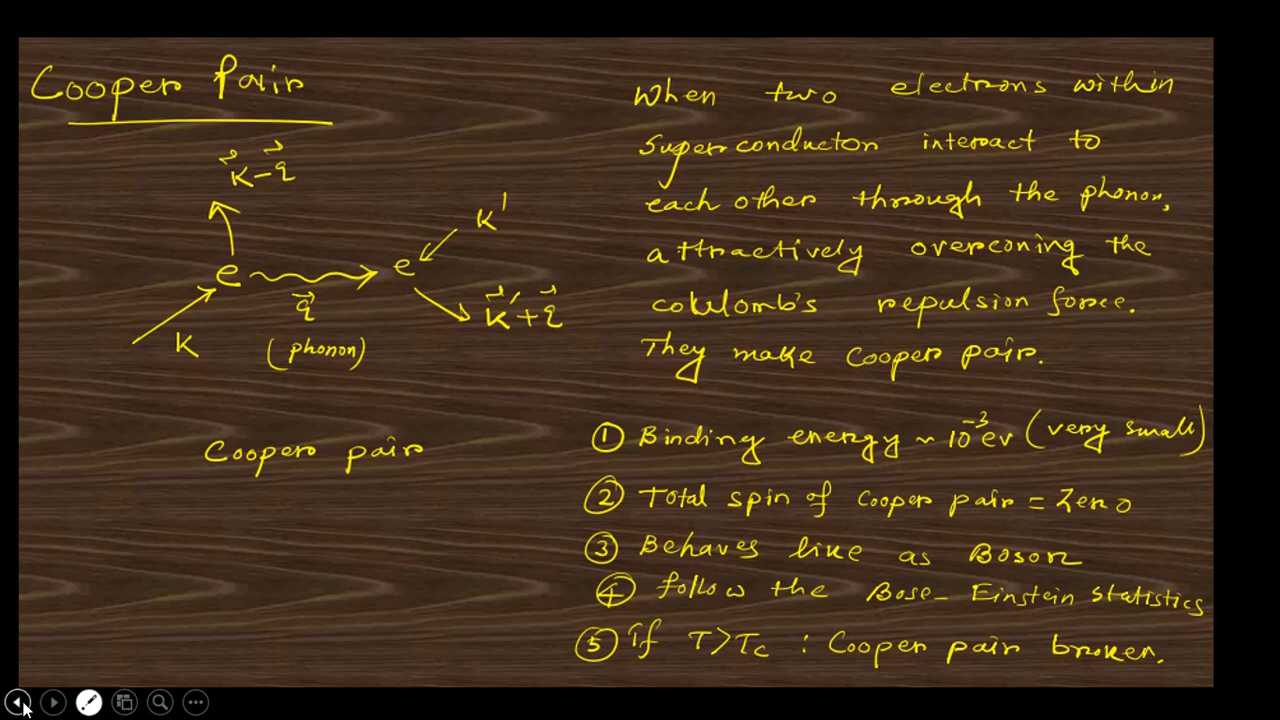 Cooper Pair
k⃗-q⃗
k'
e
e
q⃗
k⃗'+q⃗
k
(phonon)
Cooper pair
When two electrons within
Superconductor interact to
each other through the phonon,
attractively overcoming the
coulomb's repulsion force.
They make Cooper pair.
① Binding energy ~ 10⁻³ ev (very small)
② Total spin of Cooper pair = Zero
③ Behaves like as Boson
④ follow the Bose-Einstein statistics
⑤ If T>Tc : Cooper pair broken.